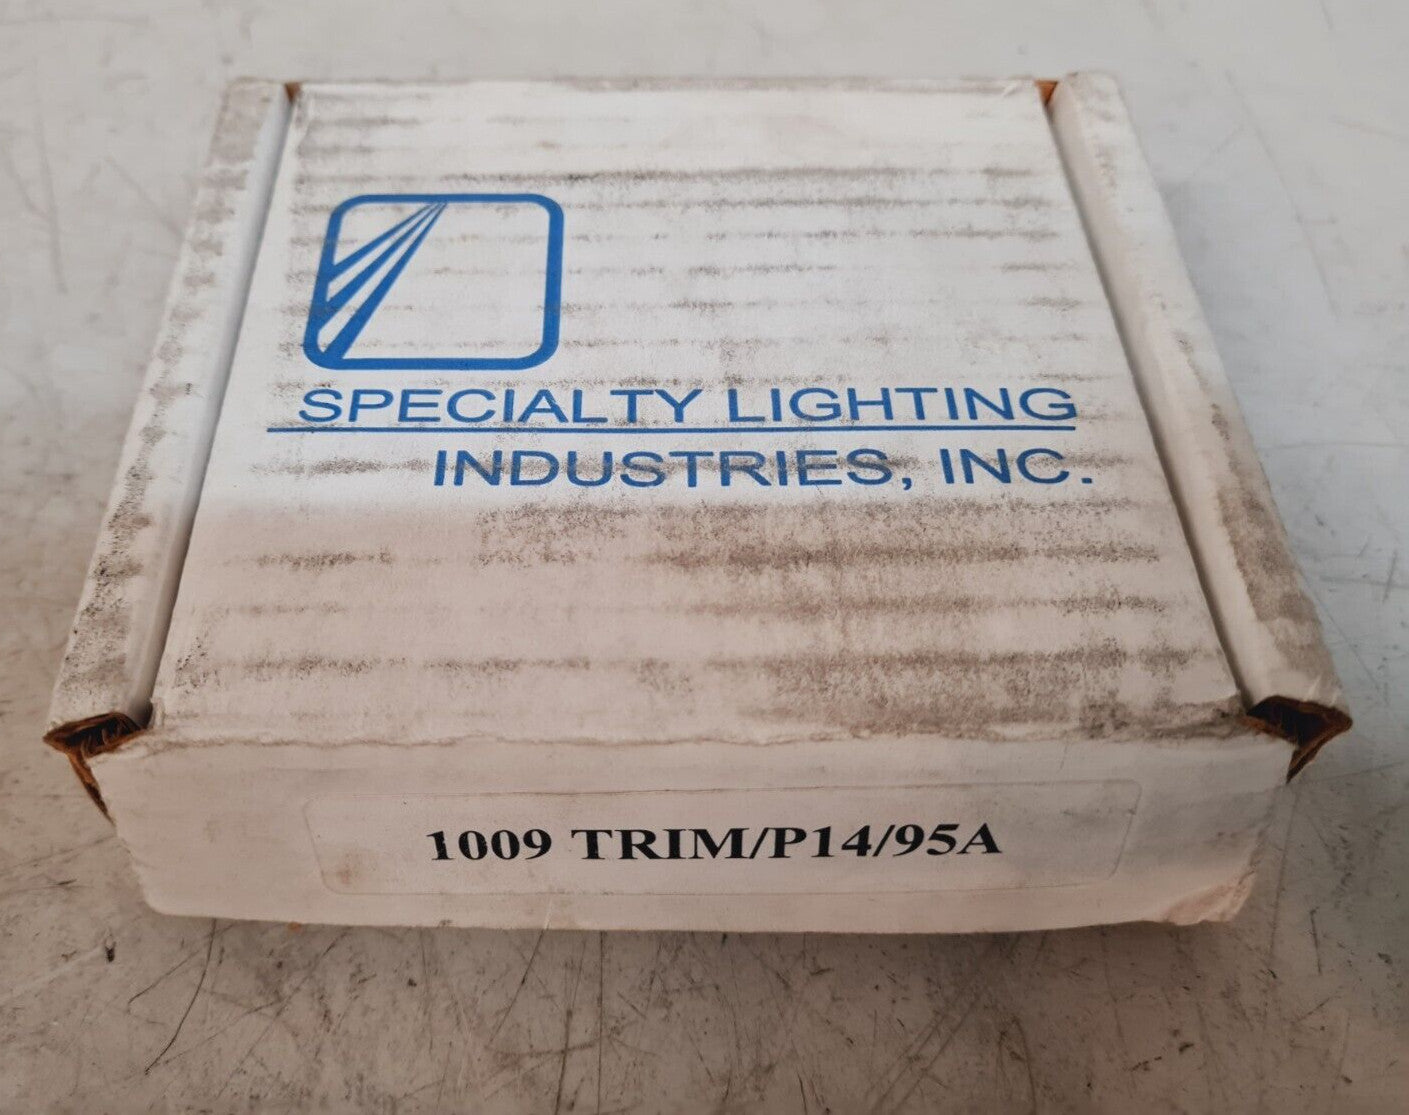 SPECIALTY LIGHTING
INDUSTRIES, INC.
1009 TRIM/P14/95A